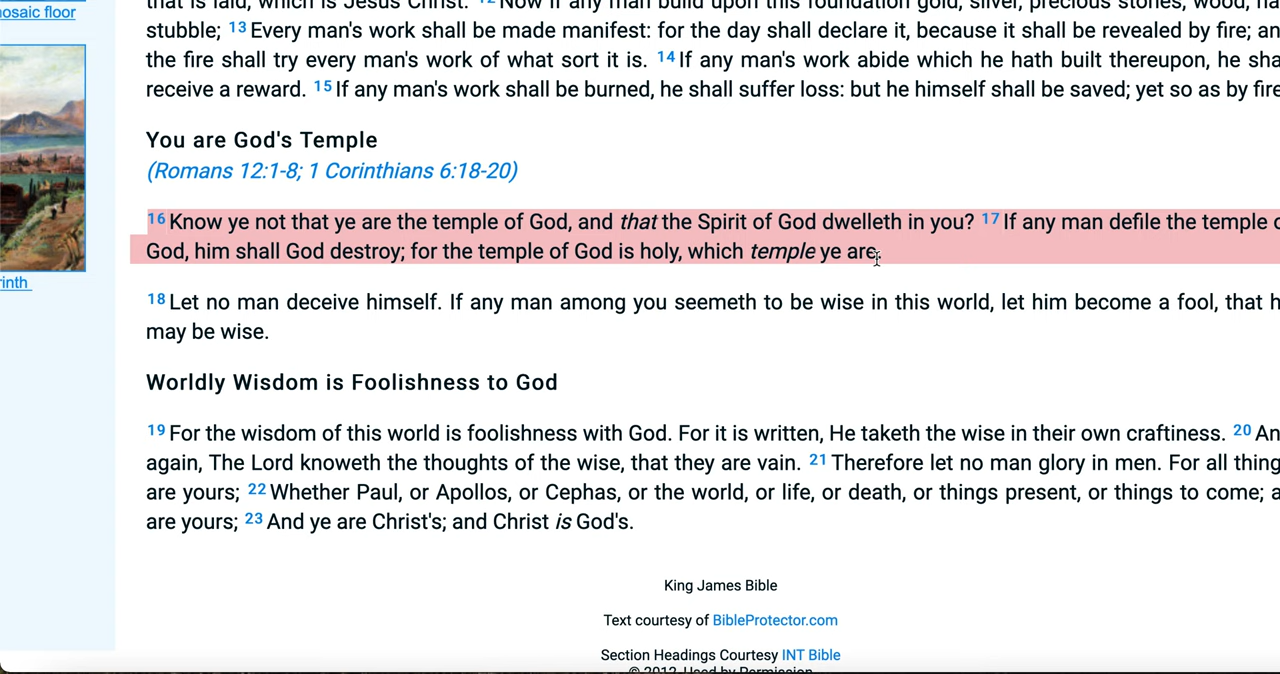 mosaic floor
rinth
that is laid, which is Jesus Christ. 12 Now if any man build upon this foundation gold, silver, precious stones, wood,
stubble; 13 Every man's work shall be made manifest: for the day shall declare it, because it shall be revealed by fire;
the fire shall try every man's work of what sort it is. 14 If any man's work abide which he hath built thereupon, he
receive a reward. 15 If any man's work shall be burned, he shall suffer loss: but he himself shall be saved; yet so as by fire
You are God's Temple
(Romans 12:1-8; 1 Corinthians 6:18-20)
16 Know ye not that ye are the temple of God, and that the Spirit of God dwelleth in you? 17 If any man defile the temple
God, him shall God destroy; for the temple of God is holy, which temple ye are.
18 Let no man deceive himself. If any man among you seemeth to be wise in this world, let him become a fool, that
may be wise.
Worldly Wisdom is Foolishness to God
19 For the wisdom of this world is foolishness with God. For it is written, He taketh the wise in their own craftiness. 20
again, The Lord knoweth the thoughts of the wise, that they are vain. 21 Therefore let no man glory in men. For all
are yours; 22 Whether Paul, or Apollos, or Cephas, or the world, or life, or death, or things present, or things to come;
are yours; 23 And ye are Christ's; and Christ is God's.
King James Bible
Text courtesy of BibleProtector.com
Section Headings Courtesy INT Bible
© 2012 Used by Permission